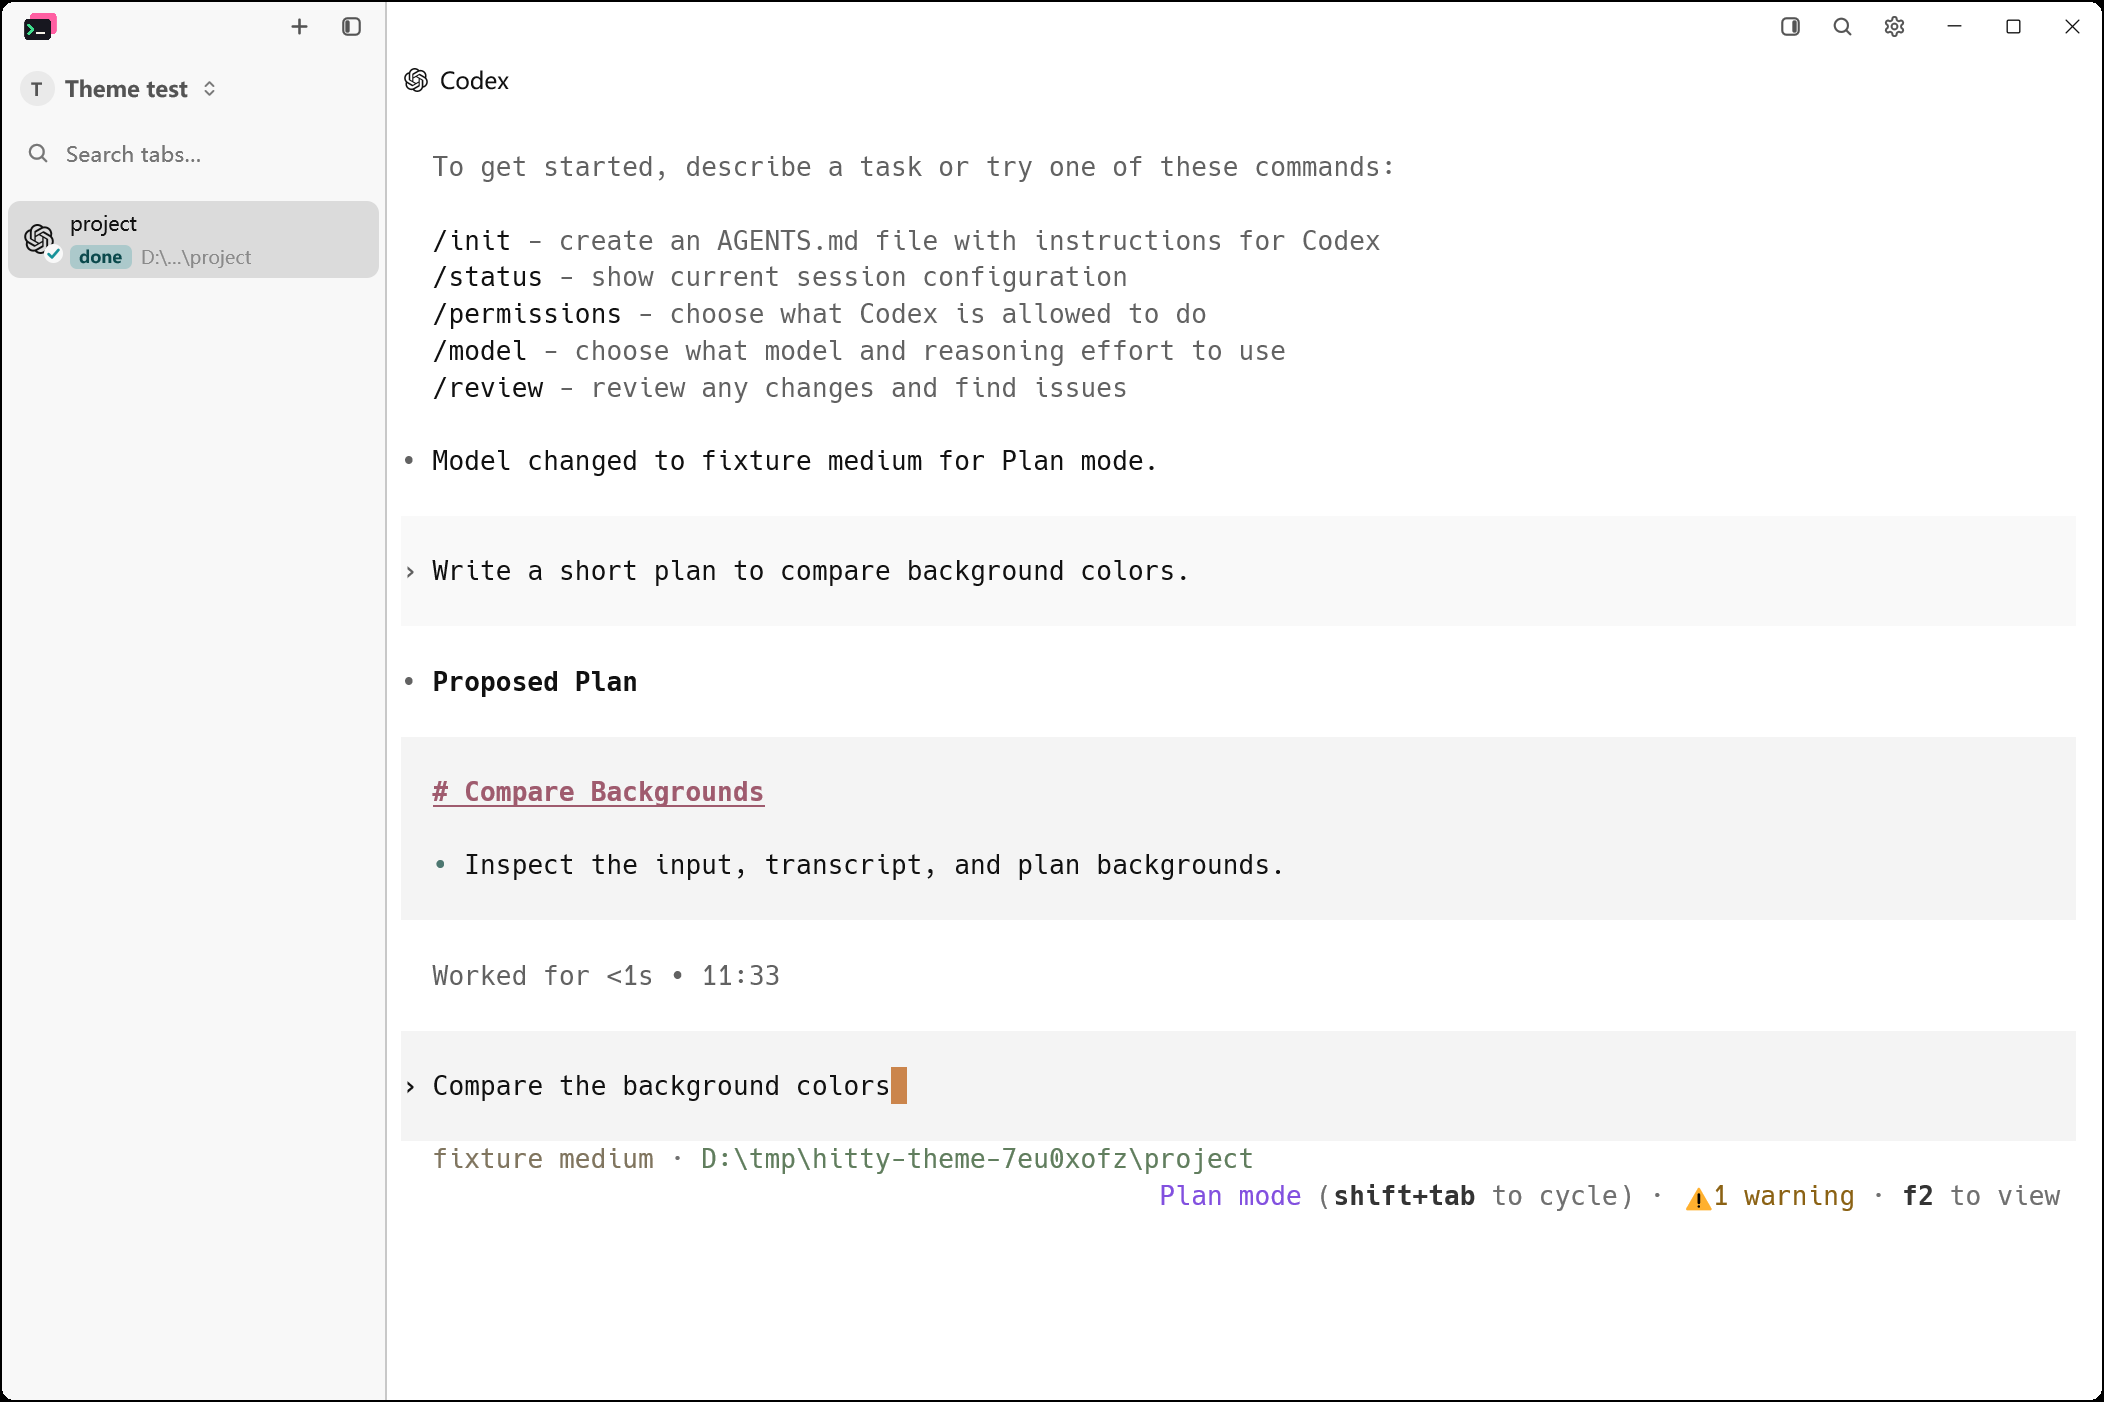 Theme test
Search tabs...
project
done D:\...\project
Codex
To get started, describe a task or try one of these commands:
/init - create an AGENTS.md file with instructions for Codex
/status - show current session configuration
/permissions - choose what Codex is allowed to do
/model - choose what model and reasoning effort to use
/review - review any changes and find issues
• Model changed to fixture medium for Plan mode.
› Write a short plan to compare background colors.
• Proposed Plan
# Compare Backgrounds
• Inspect the input, transcript, and plan backgrounds.
Worked for <1s • 11:33
› Compare the background colors
fixture medium · D:\tmp\hitty-theme-7eu0xofz\project
Plan mode (shift+tab to cycle) · ⚠1 warning · f2 to view